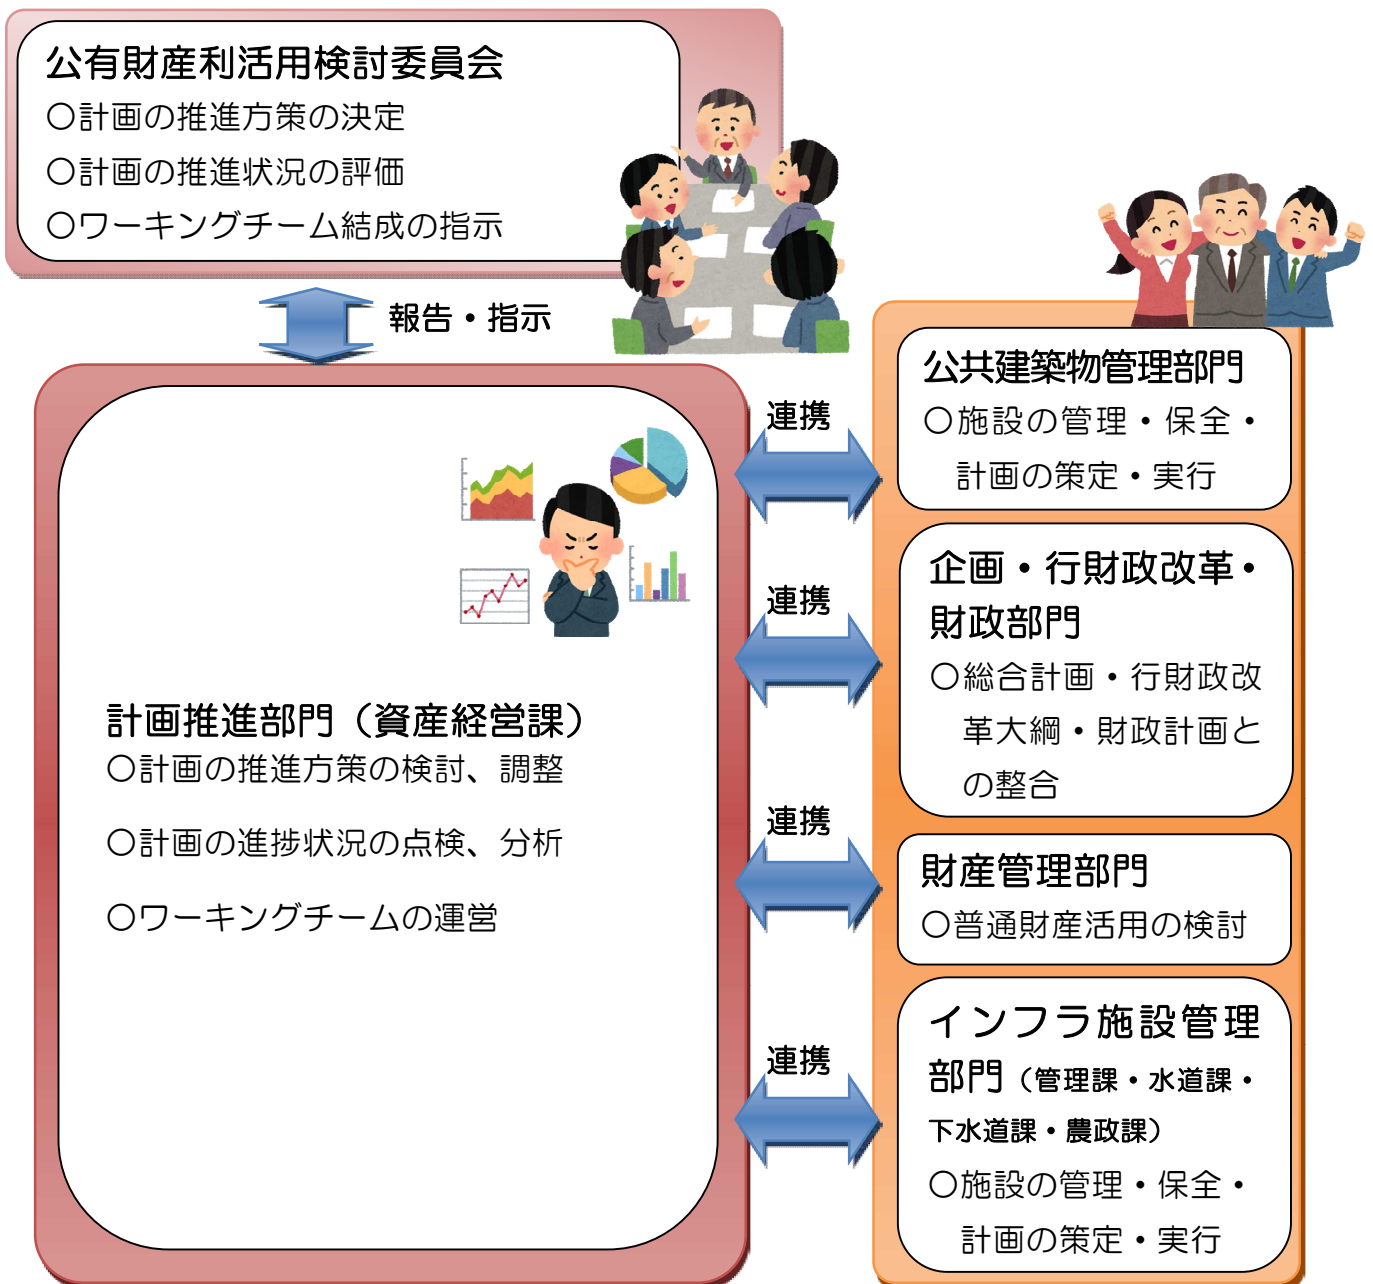 公有財産利活用検討委員会
〇計画の推進方策の決定
〇計画の推進状況の評価
〇ワーキングチーム結成の指示
報告・指示
計画推進部門（資産経営課）
〇計画の推進方策の検討、調整
〇計画の進捗状況の点検、分析
〇ワーキングチームの運営
連携
連携
連携
連携
公共建築物管理部門
〇施設の管理・保全・
計画の策定・実行
企画・行財政改革・
財政部門
〇総合計画・行財政改
革大綱・財政計画と
の整合
財産管理部門
〇普通財産活用の検討
インフラ施設管理
部門（管理課・水道課・
下水道課・農政課）
〇施設の管理・保全・
計画の策定・実行